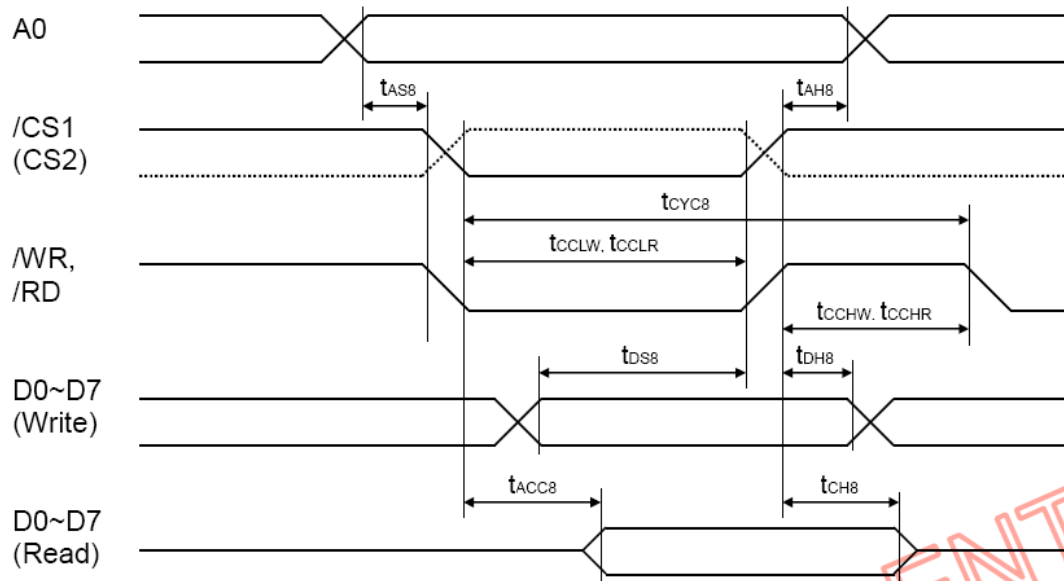 A0
tAS8
tAH8
/CS1
(CS2)
tCYC8
tCCLW, tCCLR
/WR,
/RD
tCCHW. tCCHR
tDS8
tDH8
D0~D7
(Write)
tACC8
tCH8
D0~D7
(Read)